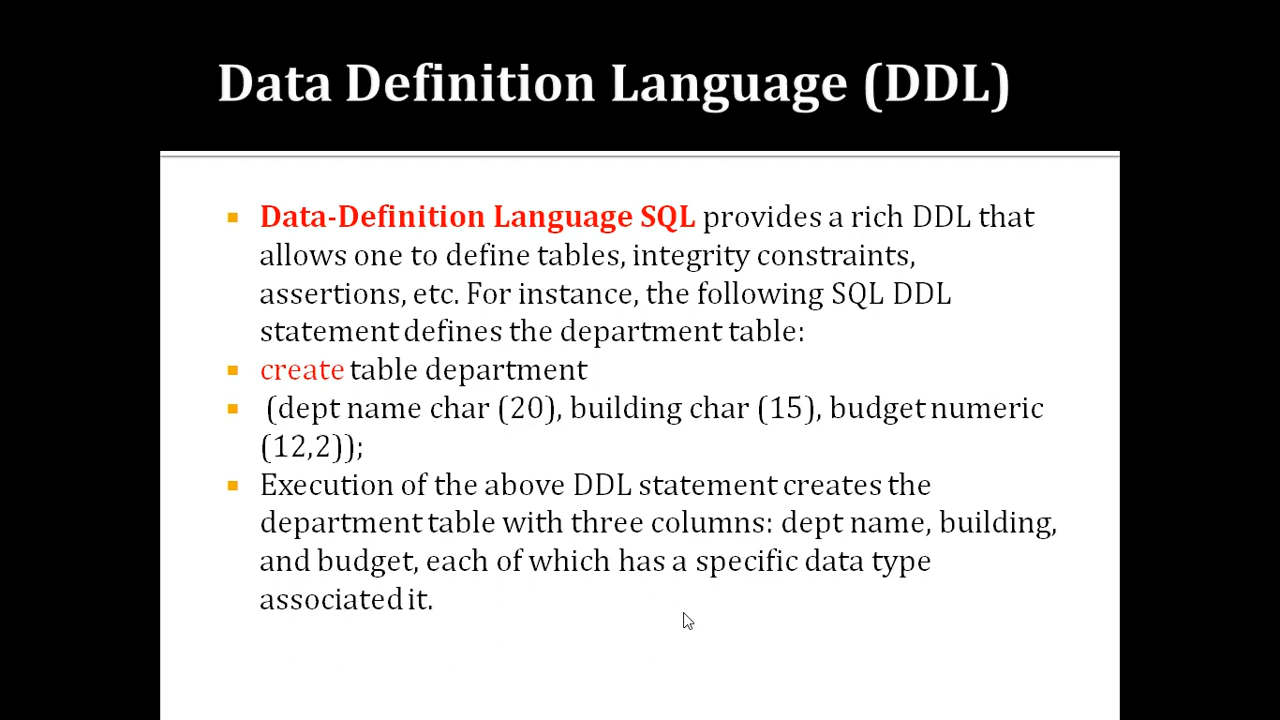 Data Definition Language (DDL)
Data-Definition Language SQL provides a rich DDL that
allows one to define tables, integrity constraints,
assertions, etc. For instance, the following SQL DDL
statement defines the department table:
create table department
(dept name char (20), building char (15), budget numeric
(12,2));
Execution of the above DDL statement creates the
department table with three columns: dept name, building,
and budget, each of which has a specific data type
associated it.